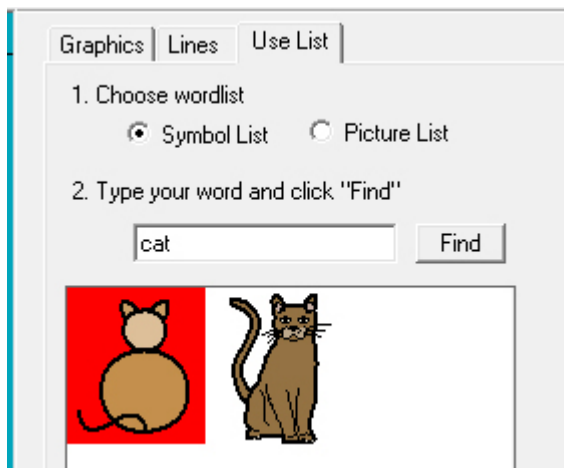 Graphics Lines Use List
1. Choose wordlist
Symbol List Picture List
2. Type your word and click "Find"
cat Find